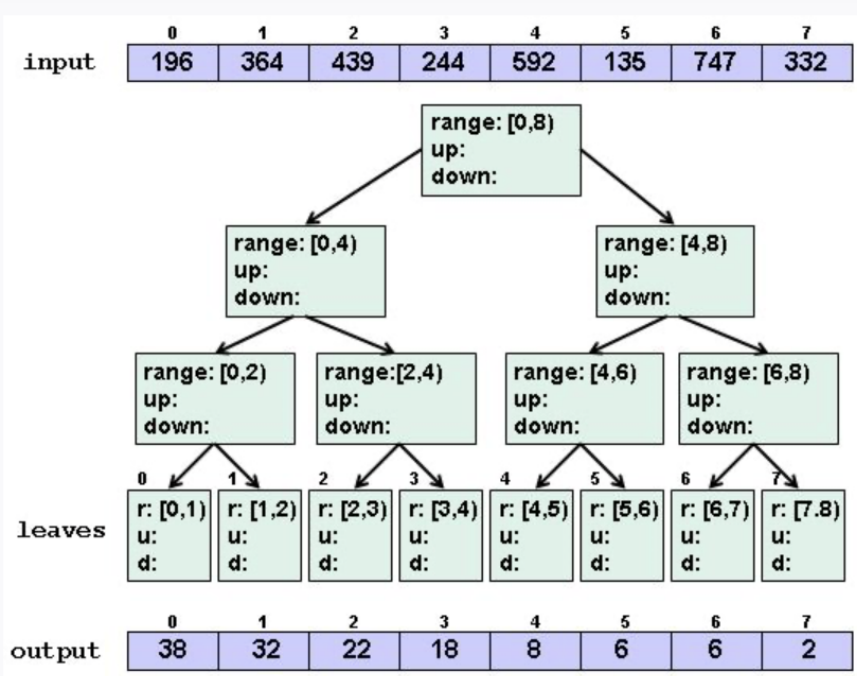 0 1 2 3 4 5 6 7
input 196 364 439 244 592 135 747 332
range: [0,8)
up:
down:
range: [0,4)
up:
down:
range: [4,8)
up:
down:
range: [0,2)
up:
down:
range:[2,4)
up:
down:
range: [4,6)
up:
down:
range: [6,8)
up:
down:
0 1 2 3 4 5 6 7
leaves
r: [0,1)
u:
d:
r: [1,2)
u:
d:
r: [2,3)
u:
d:
r: [3,4)
u:
d:
r: [4,5)
u:
d:
r: [5,6)
u:
d:
r: [6,7)
u:
d:
r: [7.8)
u:
d:
0 1 2 3 4 5 6 7
output 38 32 22 18 8 6 6 2